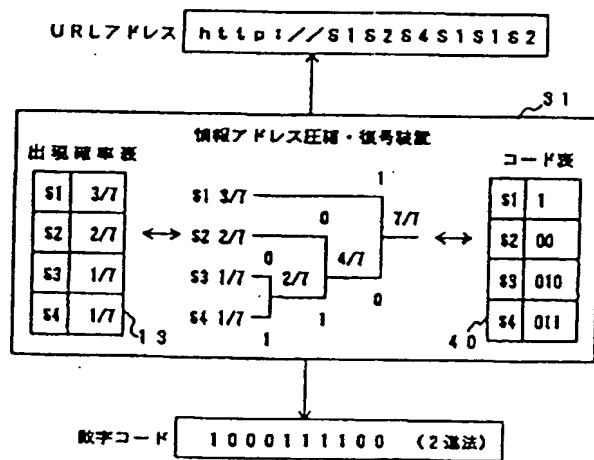 URLアドレス http://S1S2S4S1S1S2
31
情報アドレス圧縮・復号装置
出現確率表
S1 3/7
S2 2/7
S3 1/7
S4 1/7
13
S1 3/7
S2 2/7
S3 1/7
S4 1/7
0
1
2/7
0
1
4/7
1
0
7/7
コード表
S1 1
S2 00
S3 010
S4 011
40
数字コード 1000111100 (2進法)